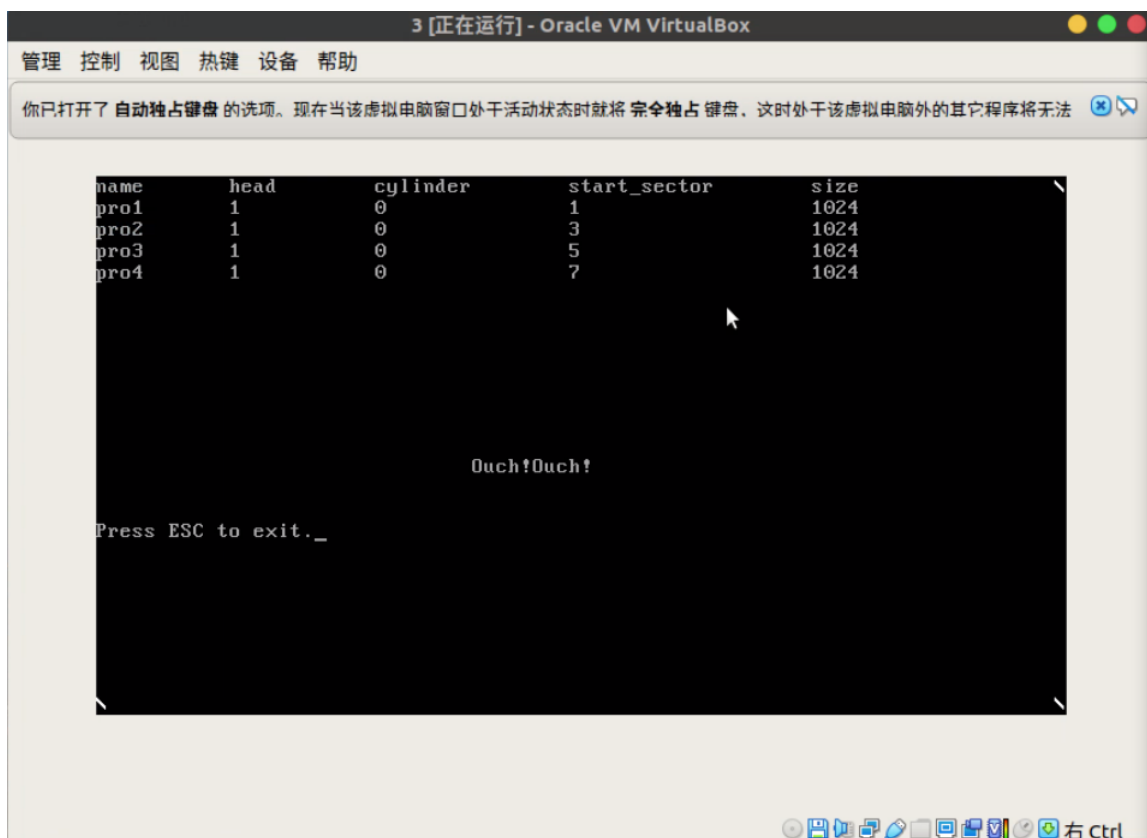 3 [正在运行] - Oracle VM VirtualBox
管理 控制 视图 热键 设备 帮助
你已打开了 自动独占键盘 的选项。现在当该虚拟电脑窗口处于活动状态时就将 完全独占 键盘，这时处于该虚拟电脑外的其它程序将无法
name head cylinder start_sector size
pro1 1 0 1 1024
pro2 1 0 3 1024
pro3 1 0 5 1024
pro4 1 0 7 1024
Ouch!Ouch!
Press ESC to exit._
右 Ctrl